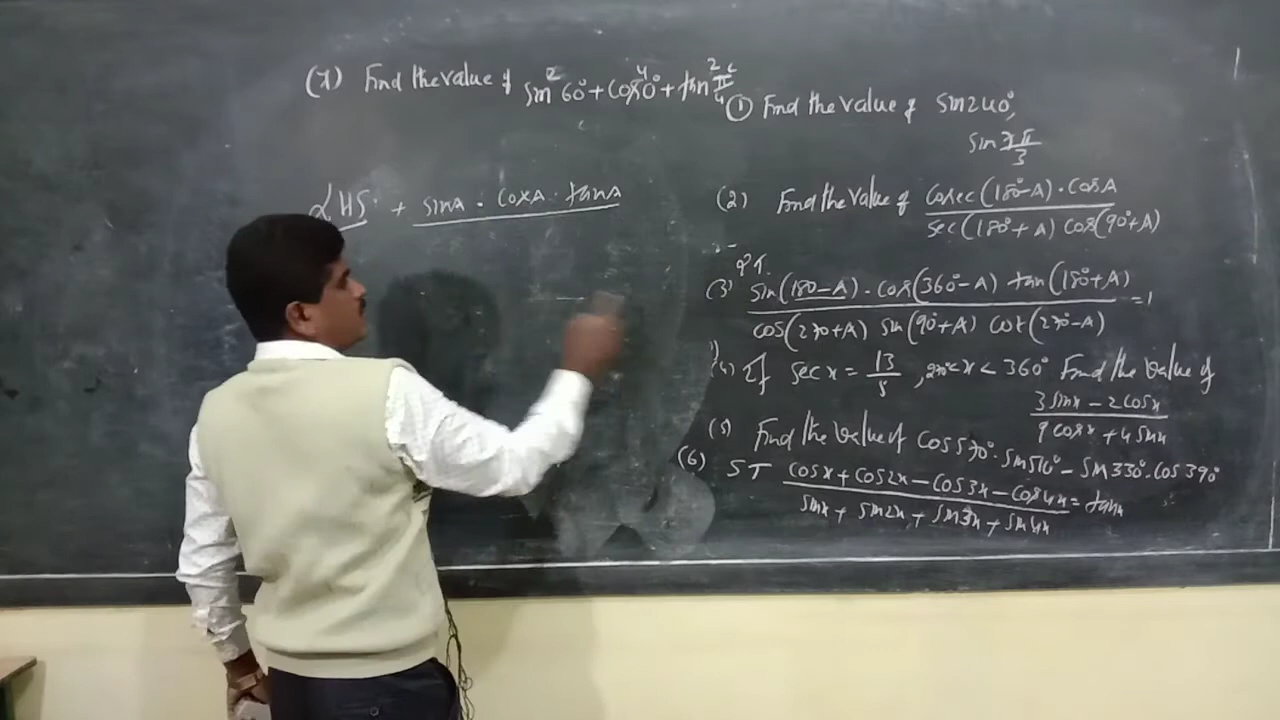 (7) Find the value of sin²60° + cos⁴0° + tan² πᶜ/4
LHS. + sinA . CosA . tanA
(1) Find the value of sin240°,
sin 7π/3
(2) Find the value of Cosec(180°-A) . CosA / sec(180°+A) Cos(90°+A)
PT.
(3) sin(180-A) . cos(360°-A) tan(180°+A) / cos(270+A) sin(90°+A) cot(270°-A) = 1
(4) If sec x = 13/5 , 270°<x<360° Find the value of
3sinx - 2cosx / 9cosx + 4sinx
(5) Find the value of Cos570°. Sin510° - Sin330°.Cos390°
(6) ST cosx + cos2x - cos3x - cos4x / sinx + sin2x + sin3x + sin4x = tanx